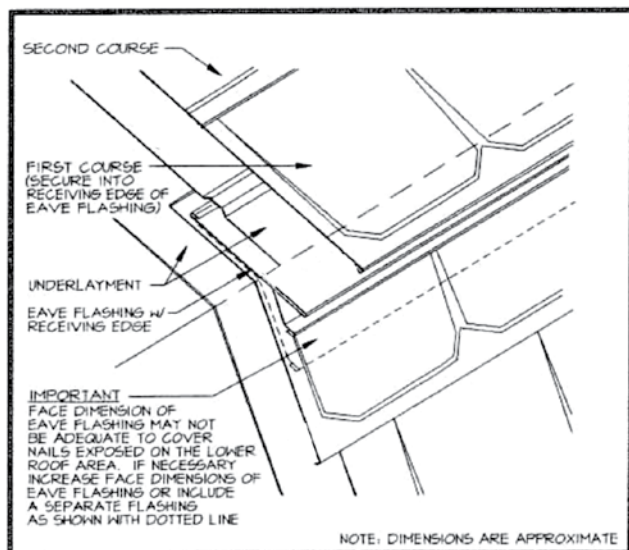 SECOND COURSE
FIRST COURSE
(SECURE INTO
RECEIVING EDGE OF
EAVE FLASHING)
UNDERLAYMENT
EAVE FLASHING W/
RECEIVING EDGE
IMPORTANT
FACE DIMENSION OF
EAVE FLASHING MAY NOT
BE ADEQUATE TO COVER
NAILS EXPOSED ON THE LOWER
ROOF AREA. IF NECESSARY
INCREASE FACE DIMENSIONS OF
EAVE FLASHING OR INCLUDE
A SEPARATE FLASHING
AS SHOWN WITH DOTTED LINE
NOTE: DIMENSIONS ARE APPROXIMATE